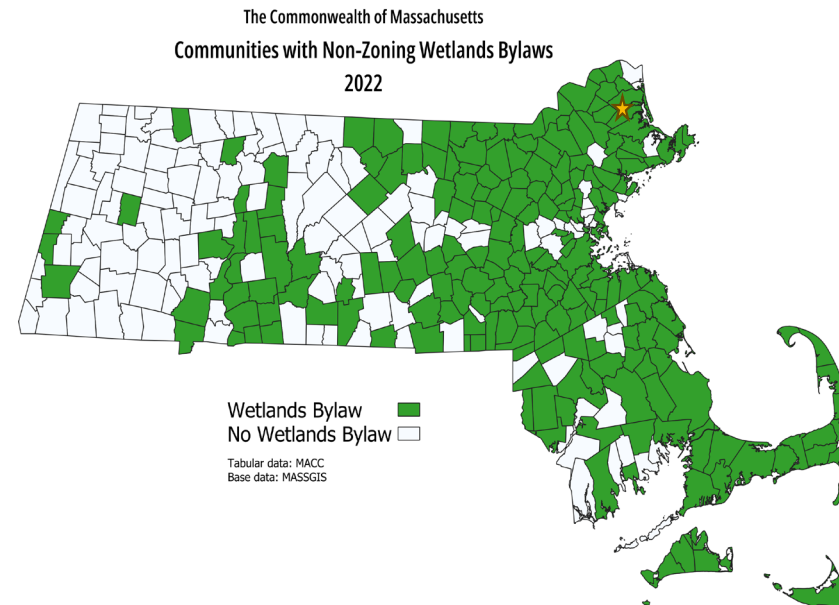 The Commonwealth of Massachusetts
Communities with Non-Zoning Wetlands Bylaws
2022
Wetlands Bylaw
No Wetlands Bylaw
Tabular data: MACC
Base data: MASSGIS